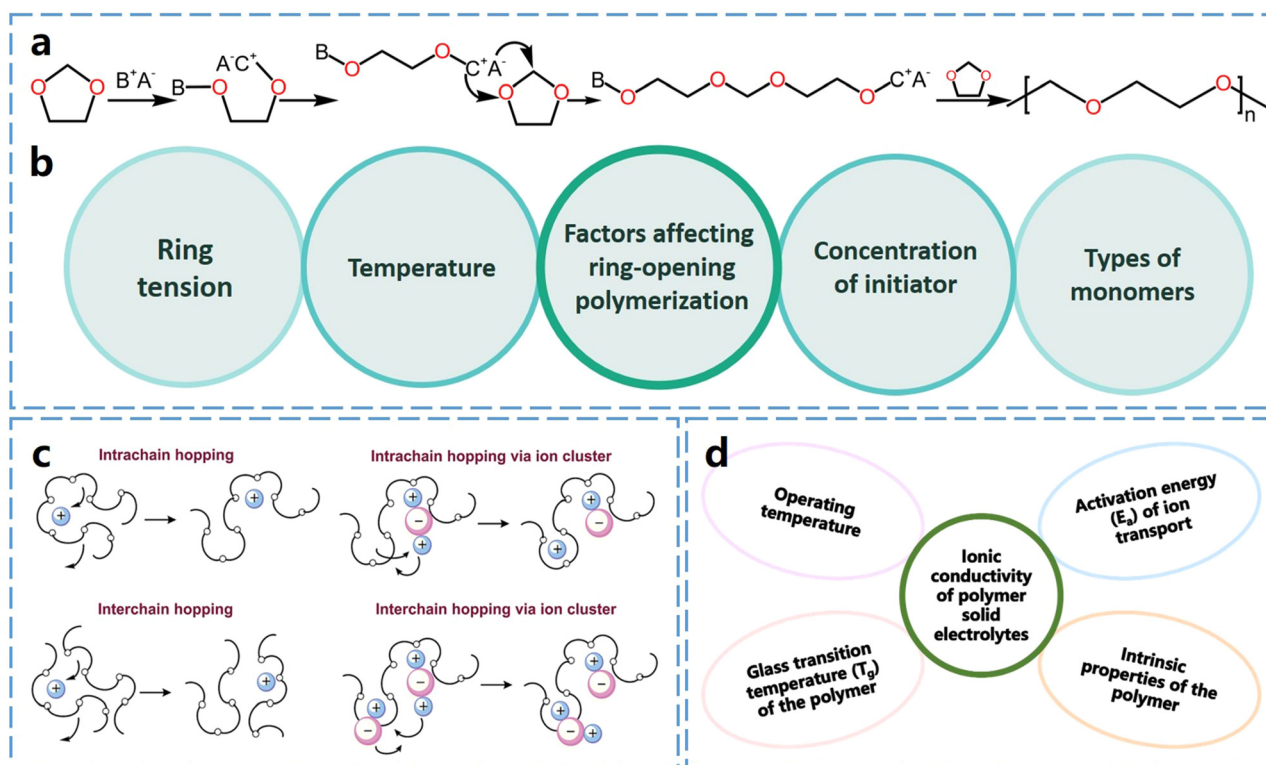 a
B⁺A⁻
A⁻C⁺
B
O
O
O
O
B
O
O
C⁺A⁻
O
O
B
O
O
O
O
C⁺A⁻
O
O
[
O
O
]n
b
Ring
tension
Temperature
Factors affecting
ring-opening
polymerization
Concentration
of initiator
Types of
monomers
c
Intrachain hopping
+
Intrachain hopping via ion cluster
+
−
+
+
−
+
Interchain hopping
+
+
Interchain hopping via ion cluster
+
−
+
+
−
+
−
+
−
+
d
Operating
temperature
Activation energy
(Eₐ) of ion
transport
Ionic
conductivity
of polymer
solid
electrolytes
Glass transition
temperature (Tg)
of the polymer
Intrinsic
properties of the
polymer